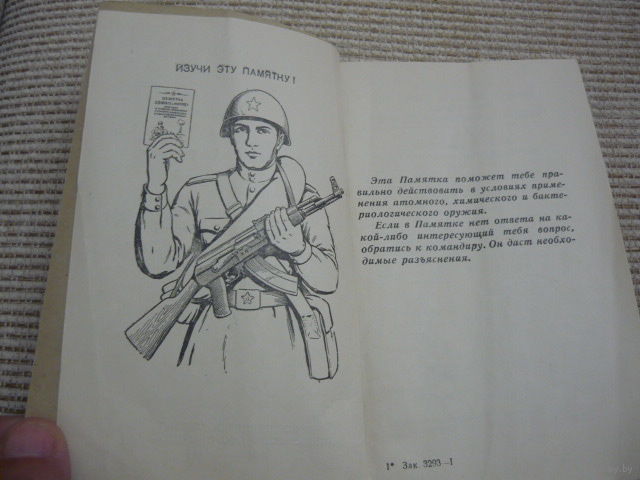 ИЗУЧИ ЭТУ ПАМЯТКУ!
ПАМЯТКА
Эта Памятка поможет тебе пра-
вильно действовать в условиях приме-
нения атомного, химического и бакте-
риологического оружия.
Если в Памятке нет ответа на ка-
кой-либо интересующий тебя вопрос,
обратись к командиру. Он даст необхо-
димые разъяснения.
1* Зак. 3293—1